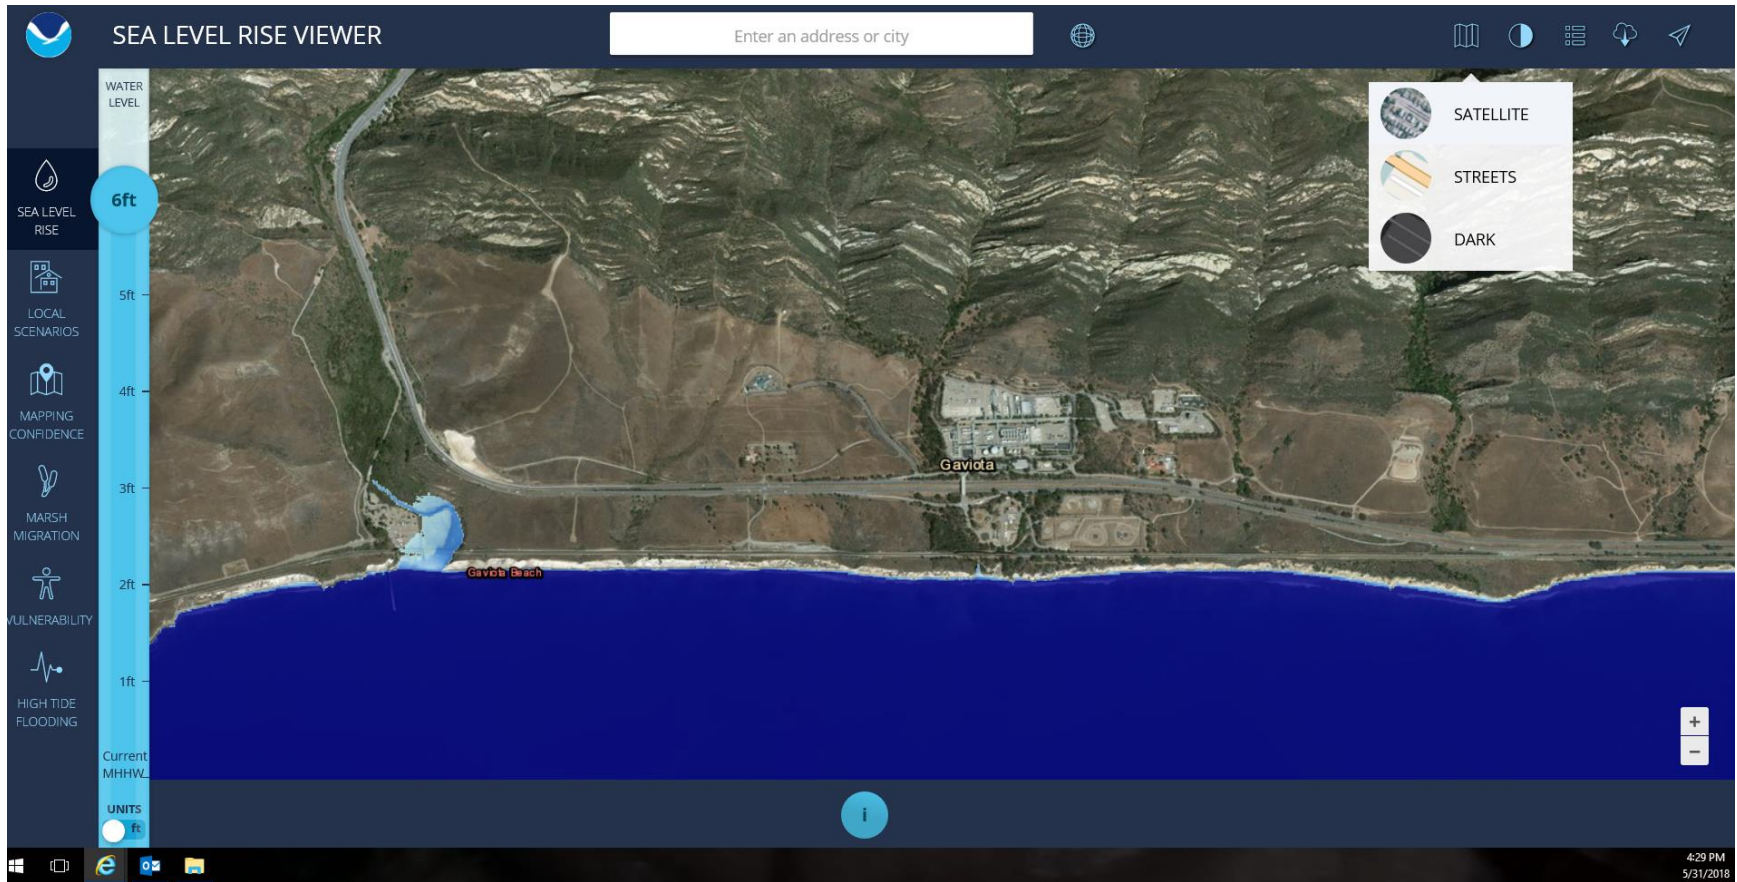 SEA LEVEL RISE VIEWER
Enter an address or city
WATER
LEVEL
6ft
5ft
4ft
3ft
2ft
1ft
Current
MHHW
UNITS
ft
SEA LEVEL
RISE
LOCAL
SCENARIOS
MAPPING
CONFIDENCE
MARSH
MIGRATION
VULNERABILITY
HIGH TIDE
FLOODING
SATELLITE
STREETS
DARK
Gaviota
Gaviota Beach
+
−
i
4:29 PM
5/31/2018